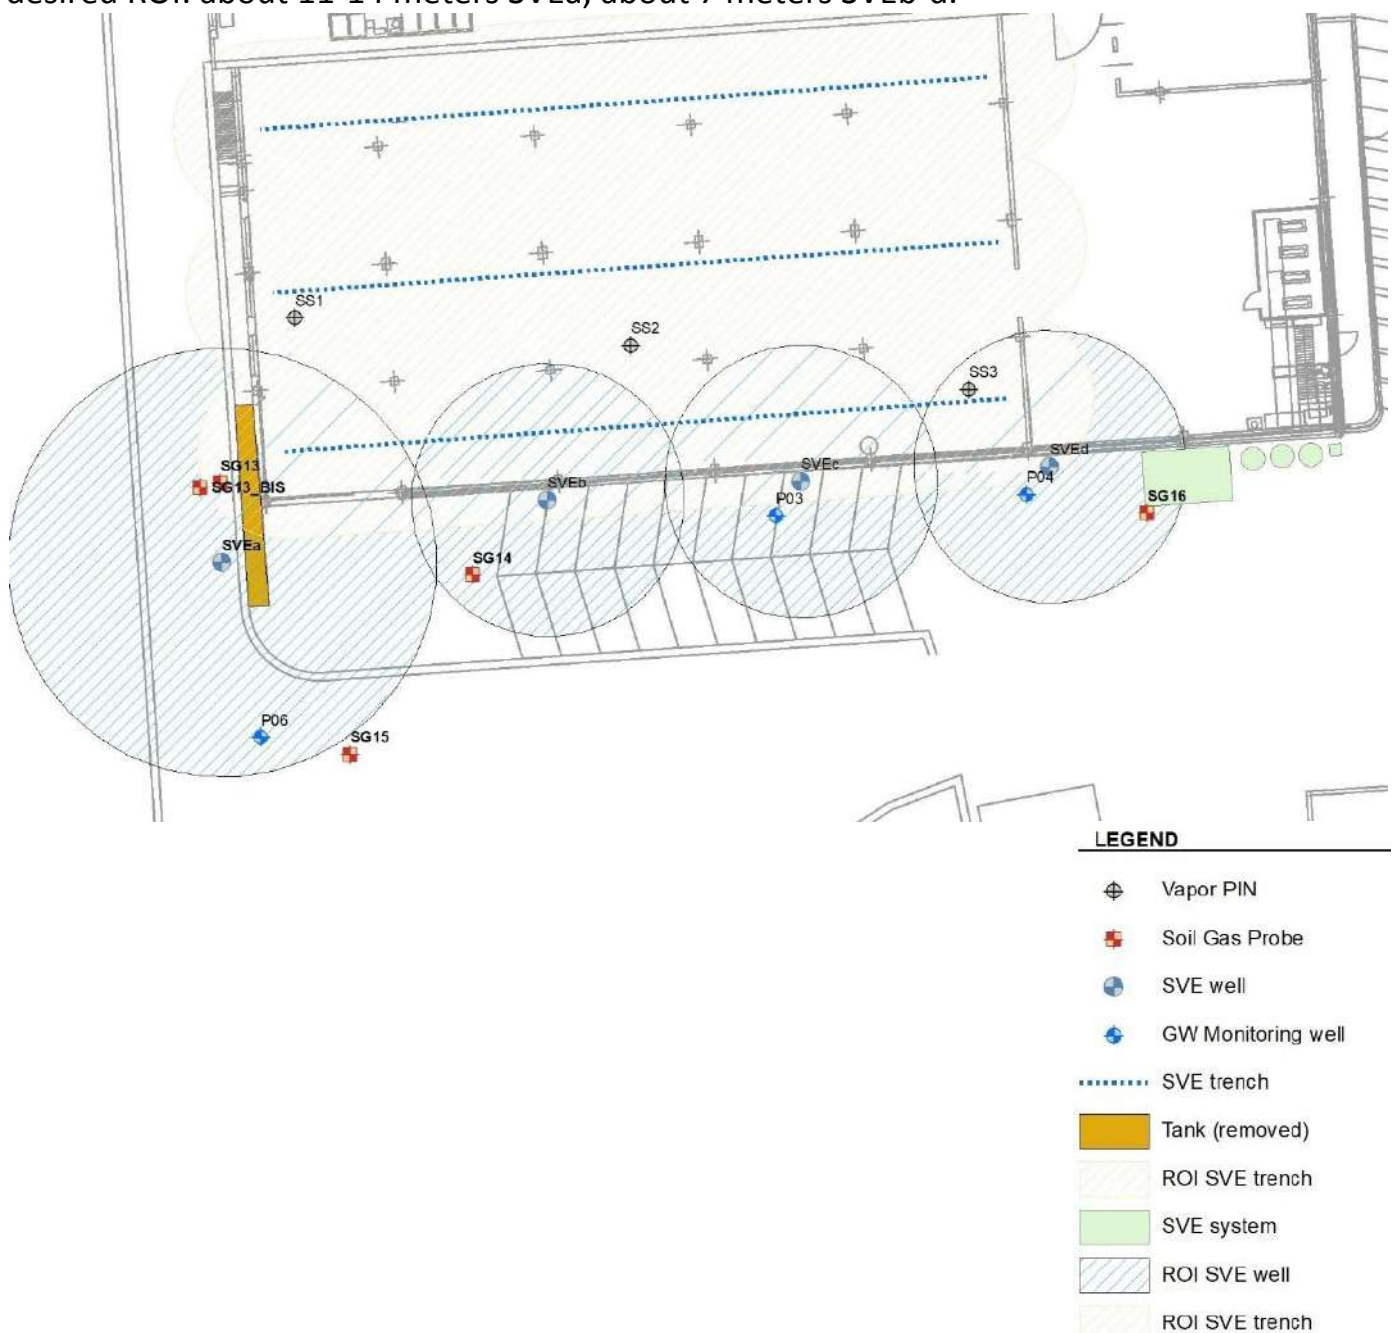 desired ROI: about 11-14 meters SVEa, about 7 meters SVEb-d.
SS1
SS2
SS3
SG13
SG13_BIS
SVEb
SVEc
SVEd
P03
P04
SG16
SVEa
SG14
P06
SG15
LEGEND
Vapor PIN
Soil Gas Probe
SVE well
GW Monitoring well
SVE trench
Tank (removed)
ROI SVE trench
SVE system
ROI SVE well
ROI SVE trench